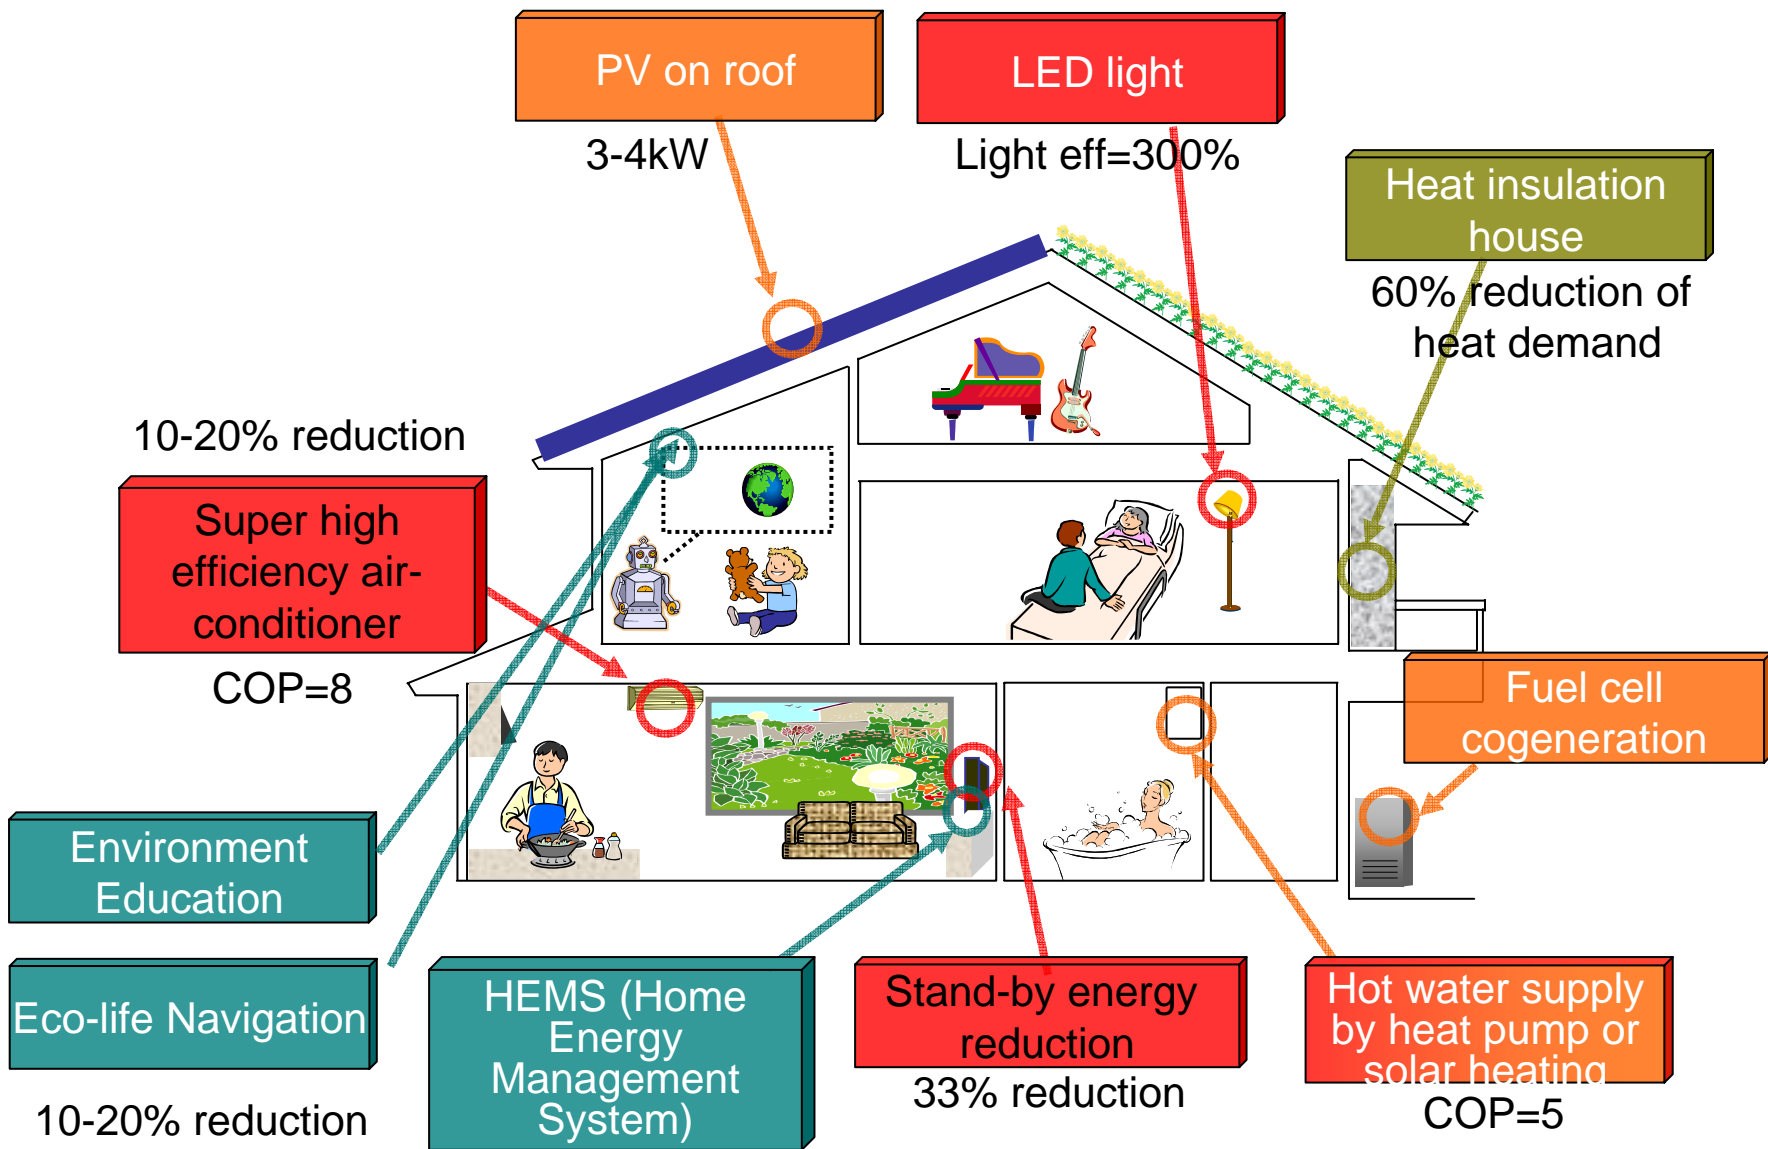 PV on roof
3-4kW
LED light
Light eff=300%
Heat insulation
house
60% reduction of
heat demand
10-20% reduction
Super high
efficiency air-
conditioner
COP=8
Fuel cell
cogeneration
Environment
Education
Eco-life Navigation
10-20% reduction
HEMS (Home
Energy
Management
System)
Stand-by energy
reduction
33% reduction
Hot water supply
by heat pump or
solar heating
COP=5